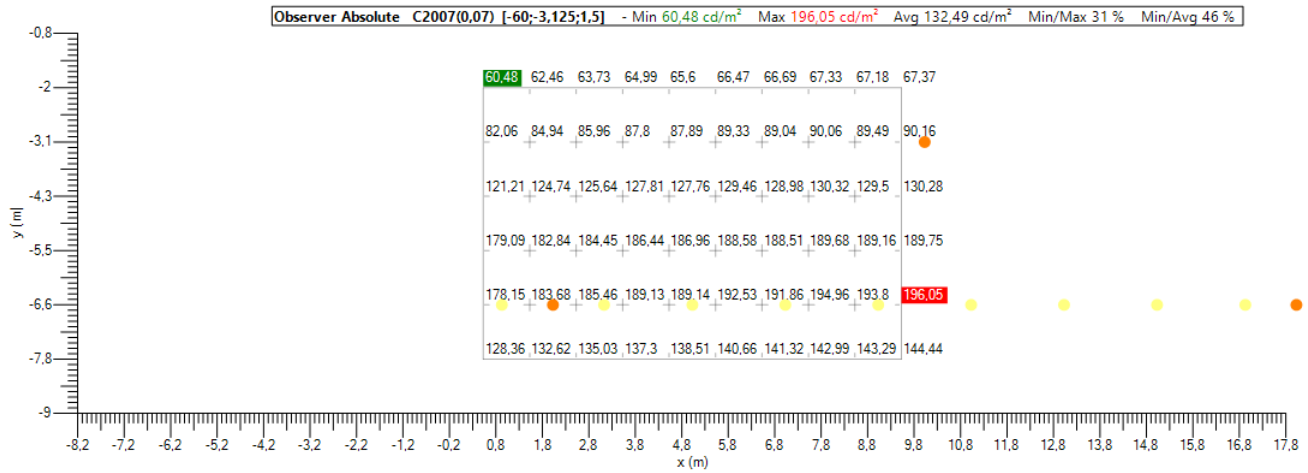 Observer Absolute C2007(0,07) [-60;-3,125;1,5] - Min 60,48 cd/m² Max 196,05 cd/m² Avg 132,49 cd/m² Min/Max 31 % Min/Avg 46 %
-0,8
60,48 62,46 63,73 64,99 65,6 66,47 66,69 67,33 67,18 67,37
-2
82,06 84,94 85,96 87,8 87,89 89,33 89,04 90,06 89,49 90,16
-3,1
121,21 124,74 125,64 127,81 127,76 129,46 128,98 130,32 129,5 130,28
-4,3
y (m)
179,09 182,84 184,45 186,44 186,96 188,58 188,51 189,68 189,16 189,75
-5,5
178,15 183,68 185,46 189,13 189,14 192,53 191,86 194,96 193,8 196,05
-6,6
128,36 132,62 135,03 137,3 138,51 140,66 141,32 142,99 143,29 144,44
-7,8
-9
-8,2 -7,2 -6,2 -5,2 -4,2 -3,2 -2,2 -1,2 -0,2 0,8 1,8 2,8 3,8 4,8 5,8 6,8 7,8 8,8 9,8 10,8 11,8 12,8 13,8 14,8 15,8 16,8 17,8
x (m)